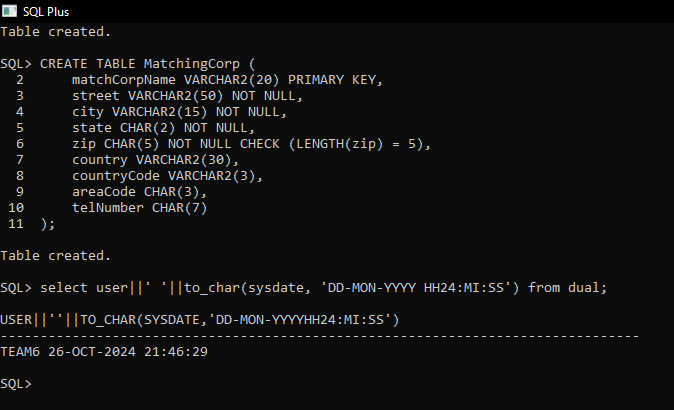 SQL Plus
Table created.
SQL> CREATE TABLE MatchingCorp (
  2      matchCorpName VARCHAR2(20) PRIMARY KEY,
  3      street VARCHAR2(50) NOT NULL,
  4      city VARCHAR2(15) NOT NULL,
  5      state CHAR(2) NOT NULL,
  6      zip CHAR(5) NOT NULL CHECK (LENGTH(zip) = 5),
  7      country VARCHAR2(30),
  8      countryCode VARCHAR2(3),
  9      areaCode CHAR(3),
 10      telNumber CHAR(7)
 11  );
Table created.
SQL> select user||' '||to_char(sysdate, 'DD-MON-YYYY HH24:MI:SS') from dual;
USER||''||TO_CHAR(SYSDATE,'DD-MON-YYYYHH24:MI:SS')
--------------------------------------------------------------------------------
TEAM6 26-OCT-2024 21:46:29
SQL>